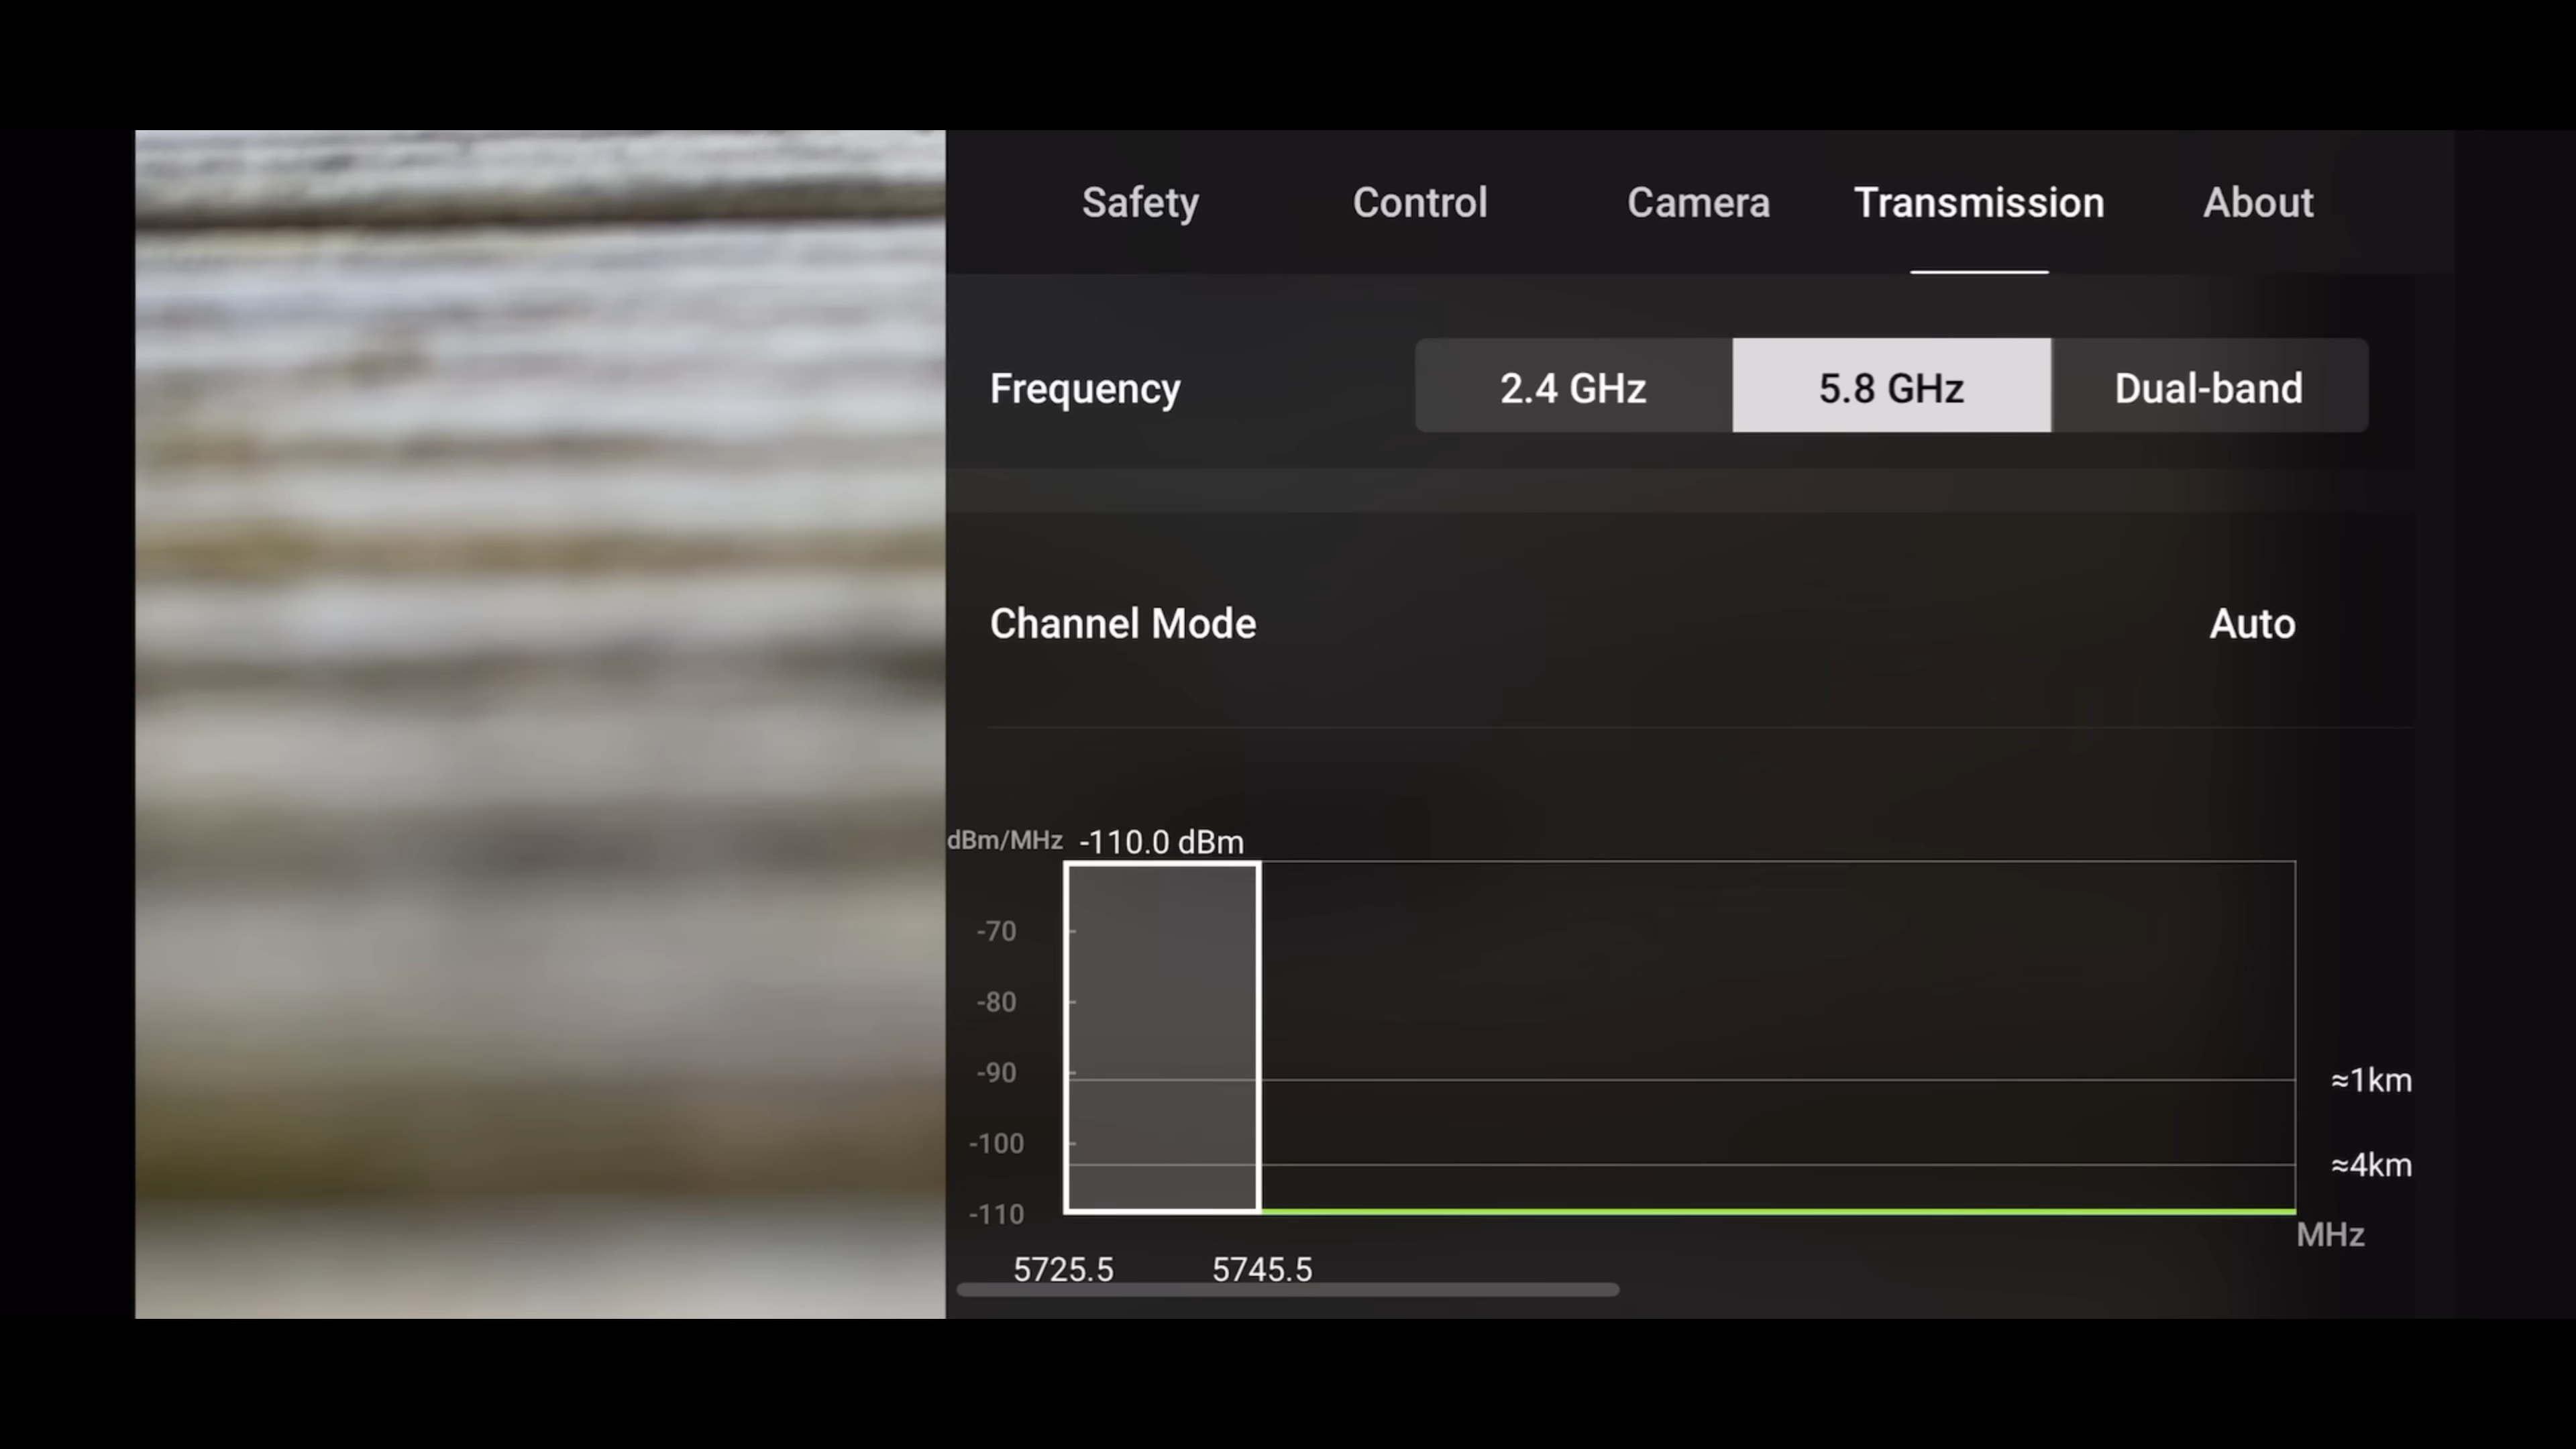 Safety Control Camera Transmission About
Frequency 2.4 GHz 5.8 GHz Dual-band
Channel Mode Auto
dBm/MHz -110.0 dBm
-70
-80
-90
≈1km
-100
≈4km
-110
MHz
5725.5 5745.5